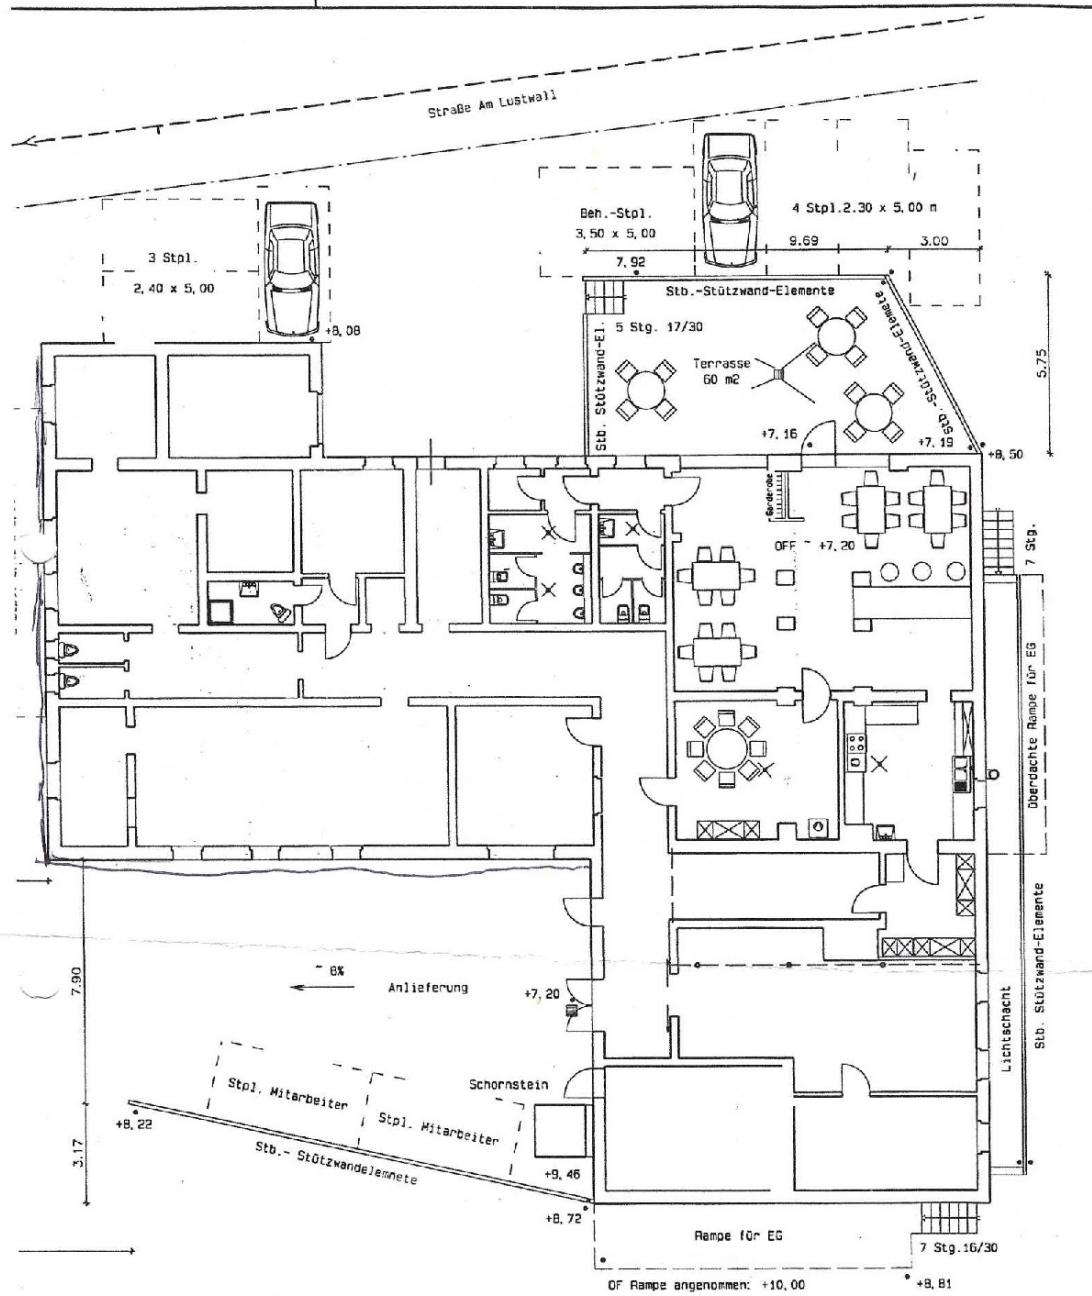 Straße Am Lustwall
Beh.-Stpl.
3,50 x 5,00
4 Stpl.2.30 x 5,00 m
3 Stpl.
2,40 x 5,00
9.69
3.00
7,92
Stb.-Stützwand-Elemente
+8,08
5 Stg. 17/30
Stb. Stützwand-El.
Terrasse
60 m2
Stb.-Stützwand-Elemete
5.75
+7,16
+7,19
+8,50
Garderobe
OFF ~ +7,20
7 Stg.
Überdachte Rampe für EG
7.90
~ 8%
Anlieferung
+7,20
Lichtschacht
Stb. Stützwand-Elemente
Stpl. Mitarbeiter
Stpl. Mitarbeiter
Schornstein
+8,22
3.17
Stb.- Stützwandelemnete
+9,46
+8,72
Rampe für EG
7 Stg.16/30
OF Rampe angenommen: +10,00
+8,81